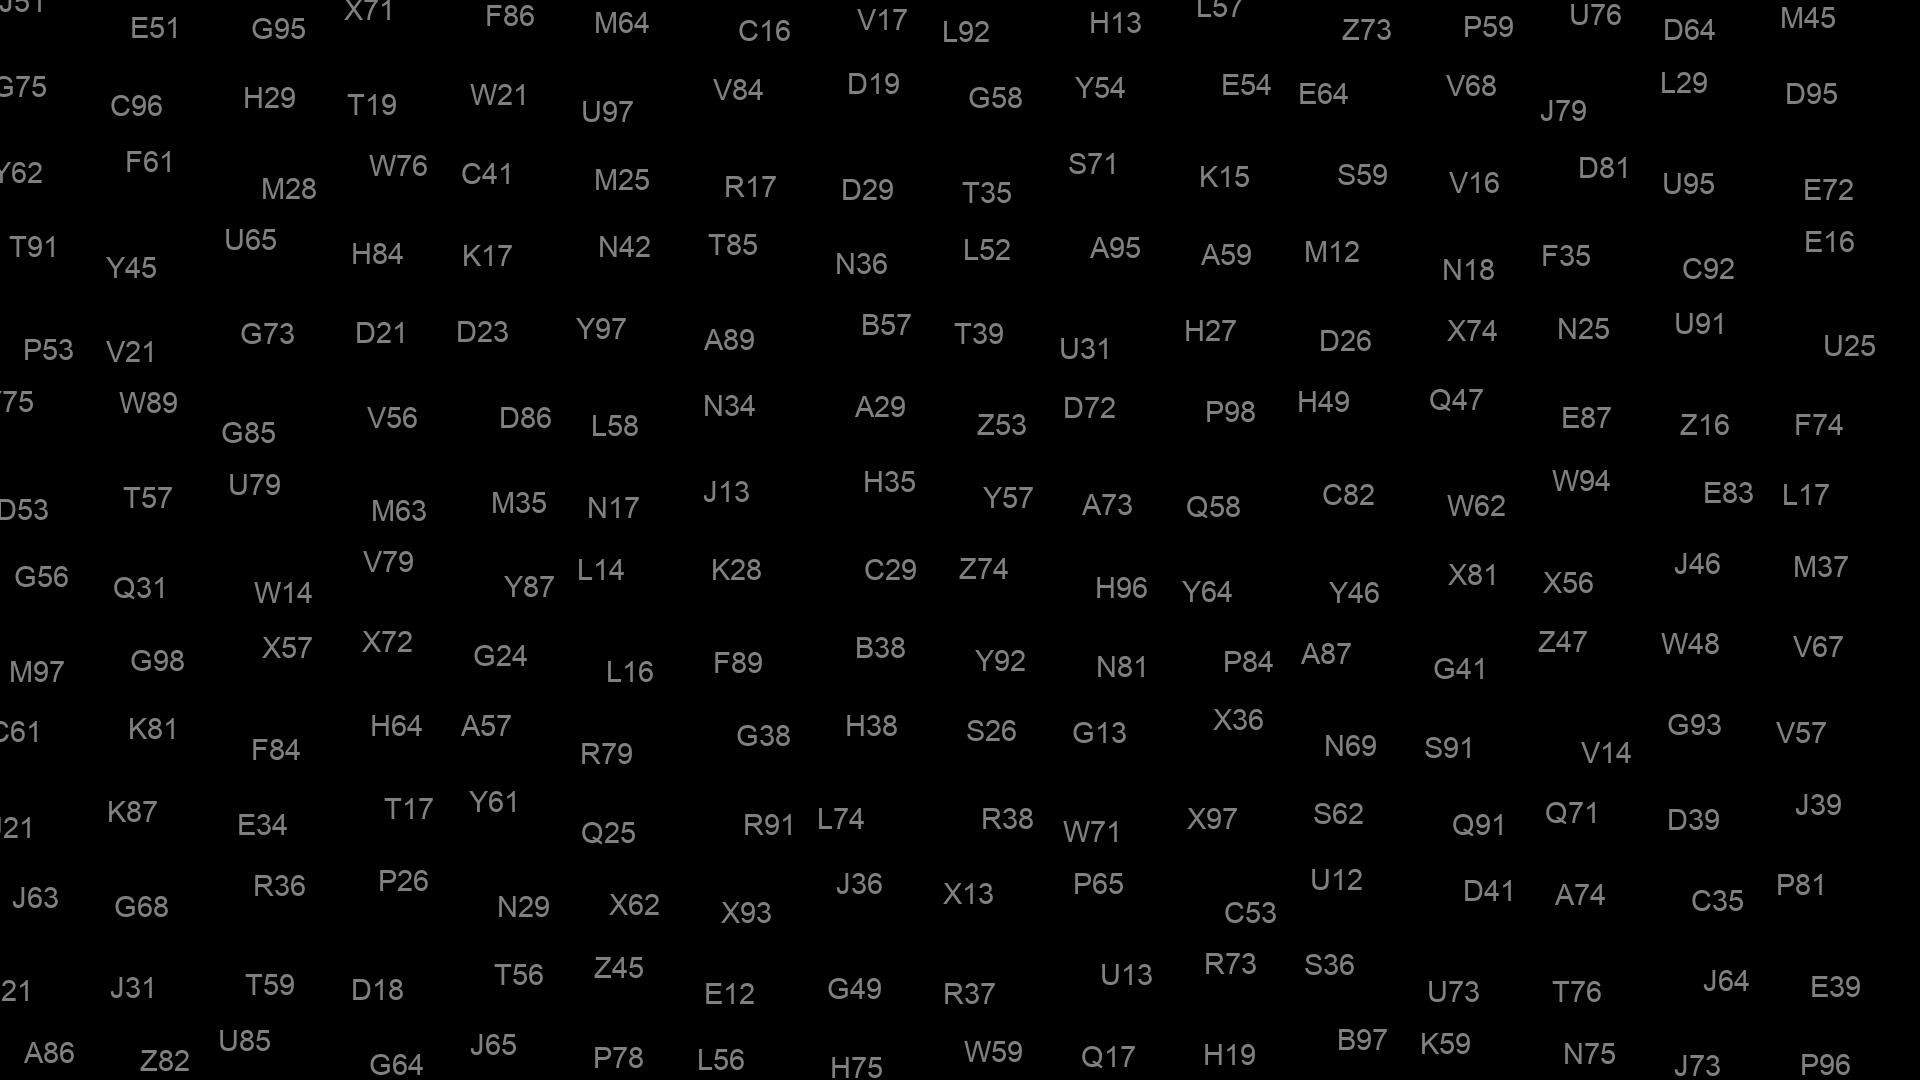 J51 E51 G95 X71 F86 M64 C16 V17 L92 H13 L57 Z73 P59 U76 D64 M45
G75 C96 H29 T19 W21 U97 V84 D19 G58 Y54 E54 E64 V68 J79 L29 D95
Y62 F61 M28 W76 C41 M25 R17 D29 T35 S71 K15 S59 V16 D81 U95 E72
T91 Y45 U65 H84 K17 N42 T85 N36 L52 A95 A59 M12 N18 F35 C92 E16
P53 V21 G73 D21 D23 Y97 A89 B57 T39 U31 H27 D26 X74 N25 U91 U25
75 W89 G85 V56 D86 L58 N34 A29 Z53 D72 P98 H49 Q47 E87 Z16 F74
D53 T57 U79 M63 M35 N17 J13 H35 Y57 A73 Q58 C82 W62 W94 E83 L17
G56 Q31 W14 V79 Y87 L14 K28 C29 Z74 H96 Y64 Y46 X81 X56 J46 M37
M97 G98 X57 X72 G24 L16 F89 B38 Y92 N81 P84 A87 G41 Z47 W48 V67
C61 K81 F84 H64 A57 R79 G38 H38 S26 G13 X36 N69 S91 V14 G93 V57
21 K87 E34 T17 Y61 Q25 R91 L74 R38 W71 X97 S62 Q91 Q71 D39 J39
J63 G68 R36 P26 N29 X62 X93 J36 X13 P65 C53 U12 D41 A74 C35 P81
21 J31 T59 D18 T56 Z45 E12 G49 R37 U13 R73 S36 U73 T76 J64 E39
A86 Z82 U85 G64 J65 P78 L56 H75 W59 Q17 H19 B97 K59 N75 J73 P96